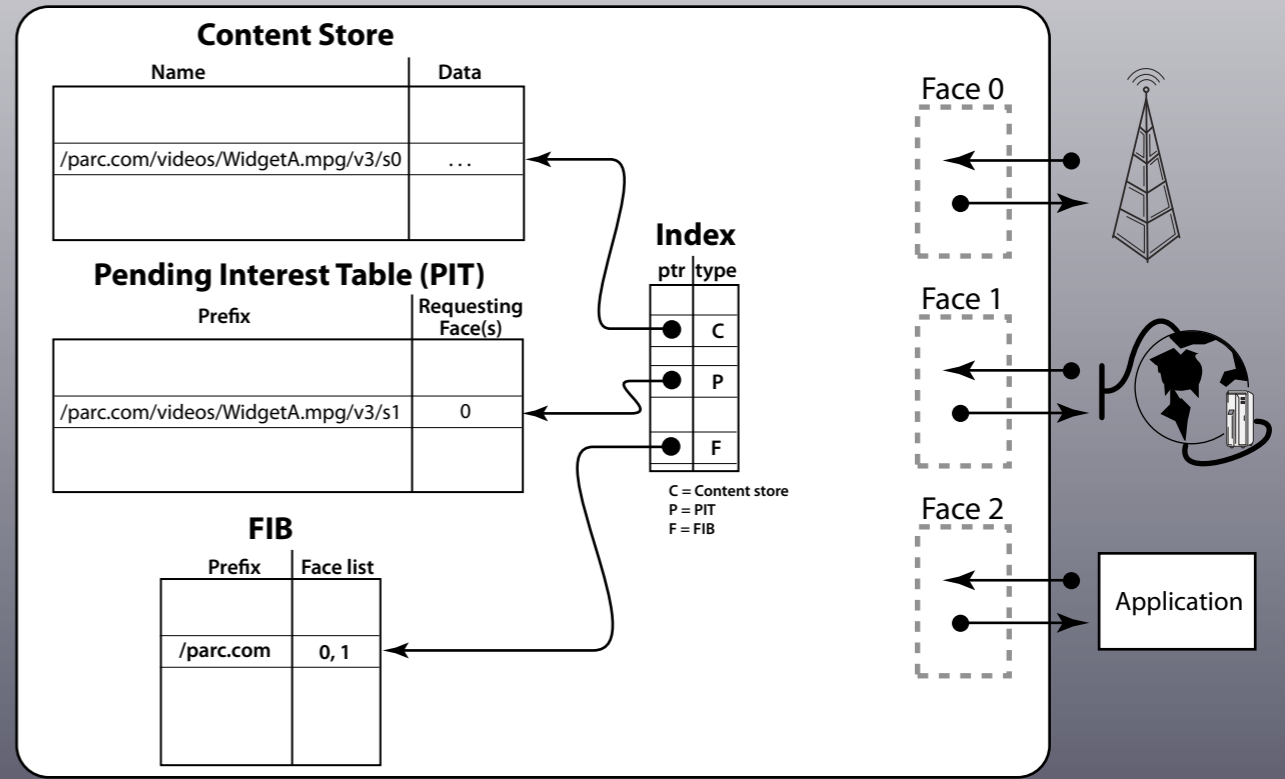 Content Store
Name Data
/parc.com/videos/WidgetA.mpg/v3/s0 ...
Pending Interest Table (PIT)
Prefix Requesting Face(s)
/parc.com/videos/WidgetA.mpg/v3/s1 0
FIB
Prefix Face list
/parc.com 0, 1
Index
ptr type
C
P
F
C = Content store
P = PIT
F = FIB
Face 0
Face 1
Face 2
Application